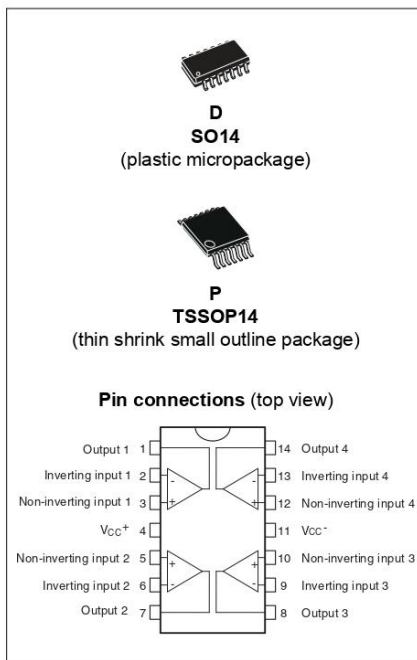 D
SO14
(plastic micropackage)
P
TSSOP14
(thin shrink small outline package)
Pin connections (top view)
Output 1 1 14 Output 4
Inverting input 1 2 - - 13 Inverting input 4
Non-inverting input 1 3 + + 12 Non-inverting input 4
VCC+ 4 11 VCC-
Non-inverting input 2 5 + + 10 Non-inverting input 3
Inverting input 2 6 - - 9 Inverting input 3
Output 2 7 8 Output 3